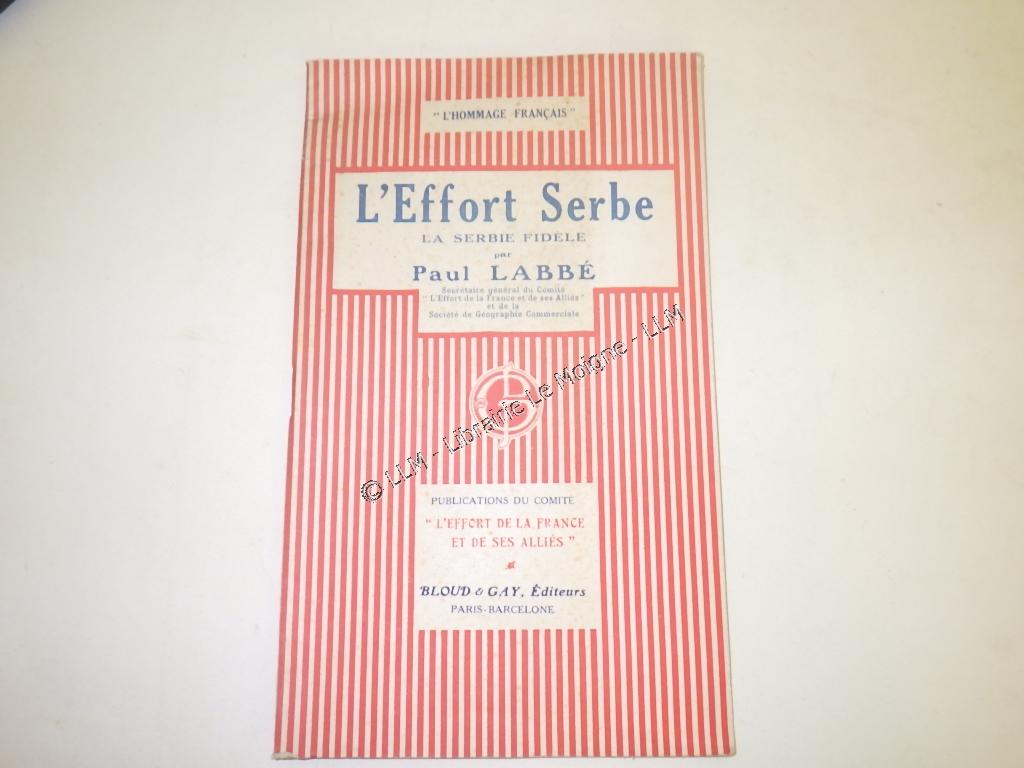 " L'HOMMAGE FRANÇAIS "
L'Effort Serbe
LA SERBIE FIDÈLE
par
Paul LABBÉ
Secrétaire général du Comité
" L'Effort de la France et de ses Alliés "
et de la
Société de Géographie Commerciale
© LLM - Librairie Le Moigne - LLM
PUBLICATIONS DU COMITÉ
" L'EFFORT DE LA FRANCE
ET DE SES ALLIÉS "
BLOUD & GAY, Éditeurs
PARIS-BARCELONE